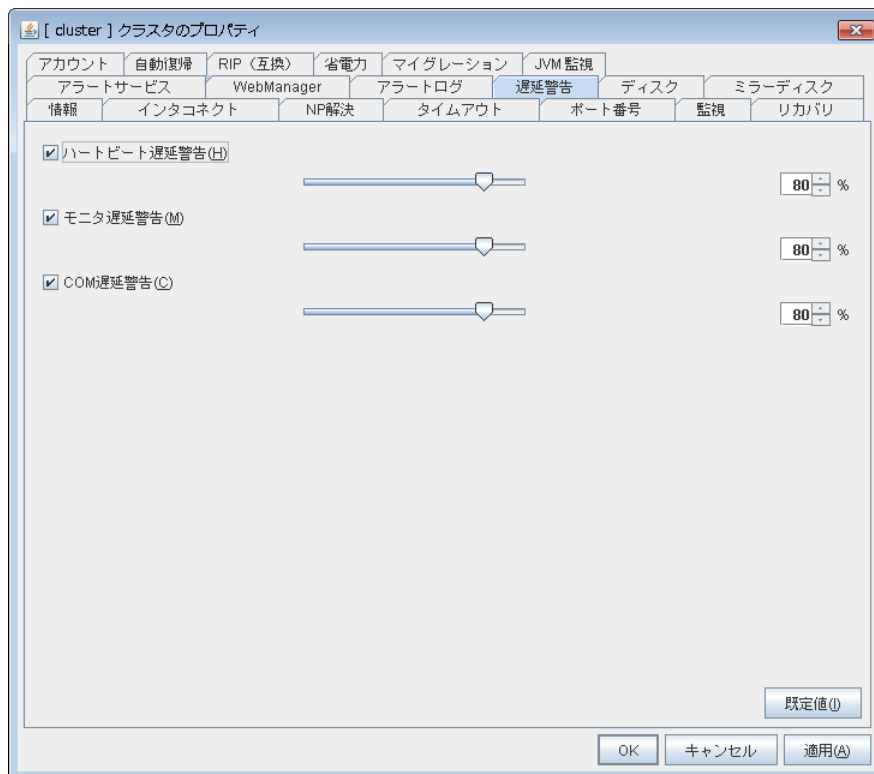 [ cluster ] クラスタのプロパティ
アカウント 自動復帰 RIP（互換） 省電力 マイグレーション JVM 監視
アラートサービス WebManager アラートログ 遅延警告 ディスク ミラーディスク
情報 インタコネクト NP解決 タイムアウト ポート番号 監視 リカバリ
ハートビート遅延警告(H)
80 %
モニタ遅延警告(M)
80 %
COM遅延警告(C)
80 %
既定値(I)
OK キャンセル 適用(A)